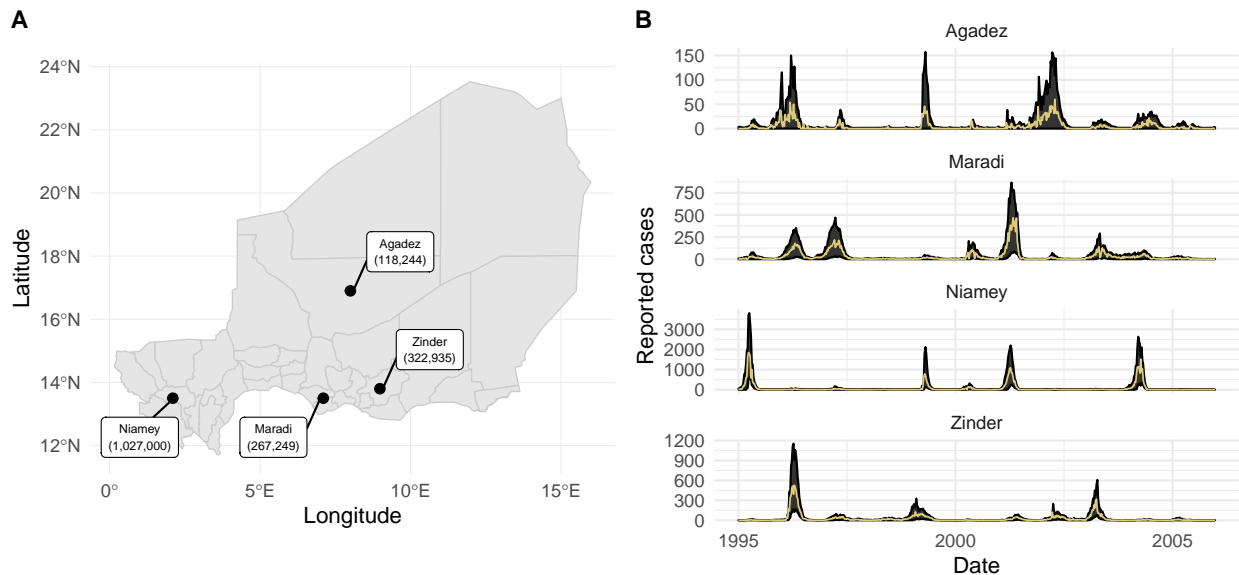 A
24°N
22°N
20°N
18°N
16°N
14°N
12°N
Latitude
Agadez
(118,244)
Zinder
(322,935)
Niamey
(1,027,000)
Maradi
(267,249)
0°
5°E
10°E
15°E
Longitude
B
Reported cases
Agadez
150
100
50
0
Maradi
750
500
250
0
Niamey
3000
2000
1000
0
Zinder
1200
900
600
300
0
1995
2000
2005
Date